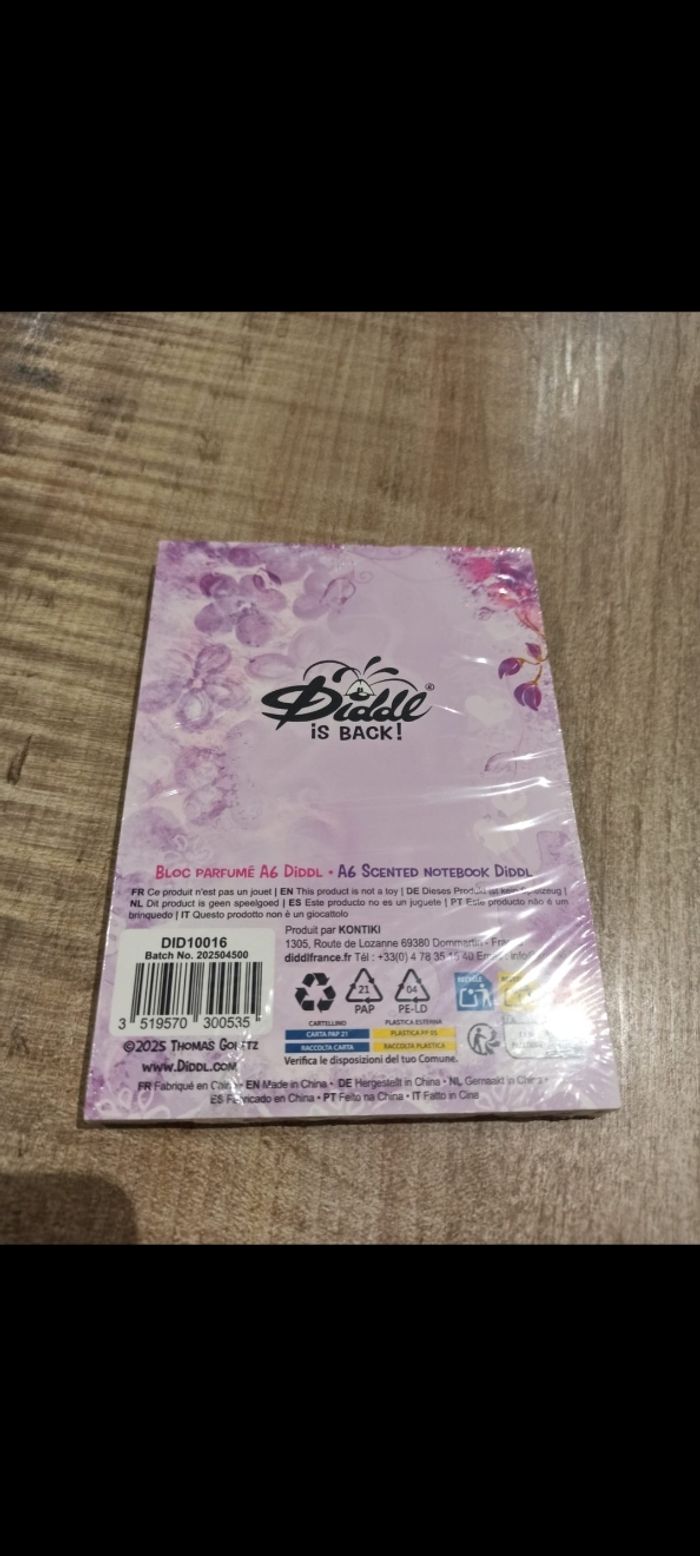 Diddl®
is BACK!
BLOC PARFUMÉ A6 DIDDL • A6 SCENTED NOTEBOOK DIDDL
FR Ce produit n'est pas un jouet | EN This product is not a toy | DE Dieses Produkt ist kein Spielzeug |
NL Dit product is geen speelgoed | ES Este producto no es un juguete | PT Este producto não é um
brinquedo | IT Questo prodotto non è un giocattolo
Produit par KONTIKI
1305, Route de Lozanne 69380 Dommartin - France
diddlfrance.fr Tél : +33(0) 4 78 35 40 Email : info
DID10016
Batch No. 202504500
3 519570 300535
21
PAP
04
PE-LD
RECYCLE
CARTELLINO
PLASTICA ESTERNA
CARTA PAP 21
PLASTICA PP 05
RACCOLTA CARTA
RACCOLTA PLASTICA
Verifica le disposizioni del tuo Comune.
©2025 THOMAS GOLETZ
WWW.DIDDL.COM
FR Fabriqué en Chine • EN Made in China • DE Hergestellt in China • NL Gemaakt in China •
ES Fabricado en China • PT Feito na China • IT Fatto in Cina